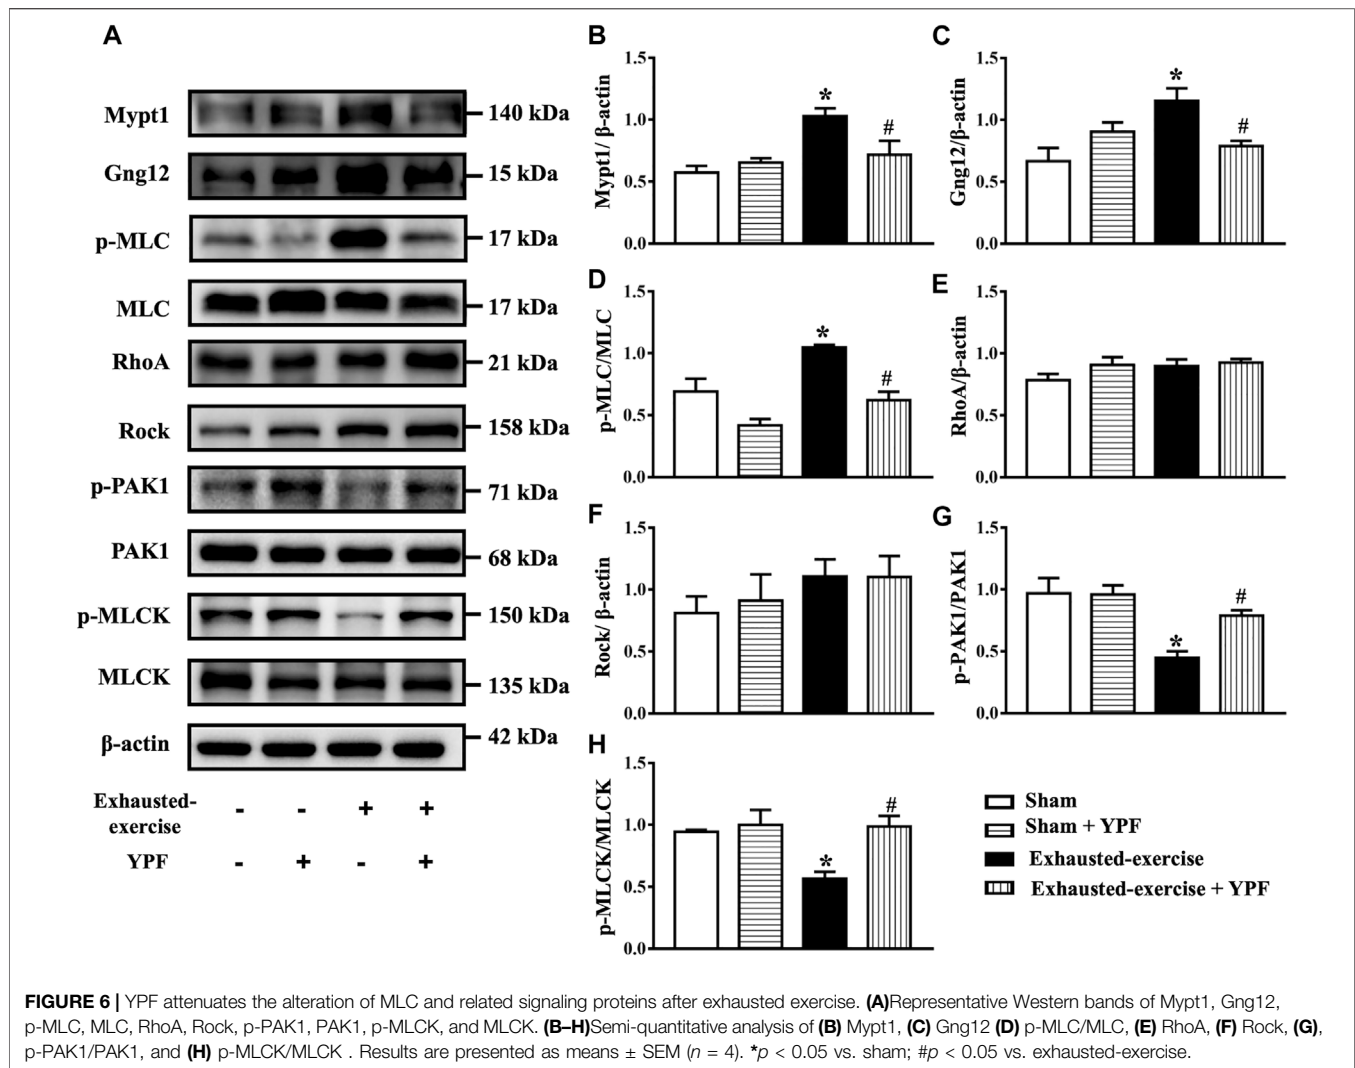 A
Mypt1
140 kDa
Gng12
15 kDa
p-MLC
17 kDa
MLC
17 kDa
RhoA
21 kDa
Rock
158 kDa
p-PAK1
71 kDa
PAK1
68 kDa
p-MLCK
150 kDa
MLCK
135 kDa
β-actin
42 kDa
Exhausted-
exercise
- - + +
YPF
- + - +
B
Mypt1/ β-actin
1.5
1.0
0.5
0.0
*
#
C
Gng12/β-actin
1.5
1.0
0.5
0.0
*
#
D
p-MLC/MLC
1.5
1.0
0.5
0.0
*
#
E
RhoA/β-actin
1.5
1.0
0.5
0.0
F
Rock/ β-actin
1.5
1.0
0.5
0.0
G
p-PAK1/PAK1
1.5
1.0
0.5
0.0
*
#
H
p-MLCK/MLCK
1.5
1.0
0.5
0.0
*
#
Sham
Sham + YPF
Exhausted-exercise
Exhausted-exercise + YPF
FIGURE 6 | YPF attenuates the alteration of MLC and related signaling proteins after exhausted exercise. (A)Representative Western bands of Mypt1, Gng12,
p-MLC, MLC, RhoA, Rock, p-PAK1, PAK1, p-MLCK, and MLCK. (B–H)Semi-quantitative analysis of (B) Mypt1, (C) Gng12 (D) p-MLC/MLC, (E) RhoA, (F) Rock, (G),
p-PAK1/PAK1, and (H) p-MLCK/MLCK . Results are presented as means ± SEM (n = 4). *p < 0.05 vs. sham; #p < 0.05 vs. exhausted-exercise.